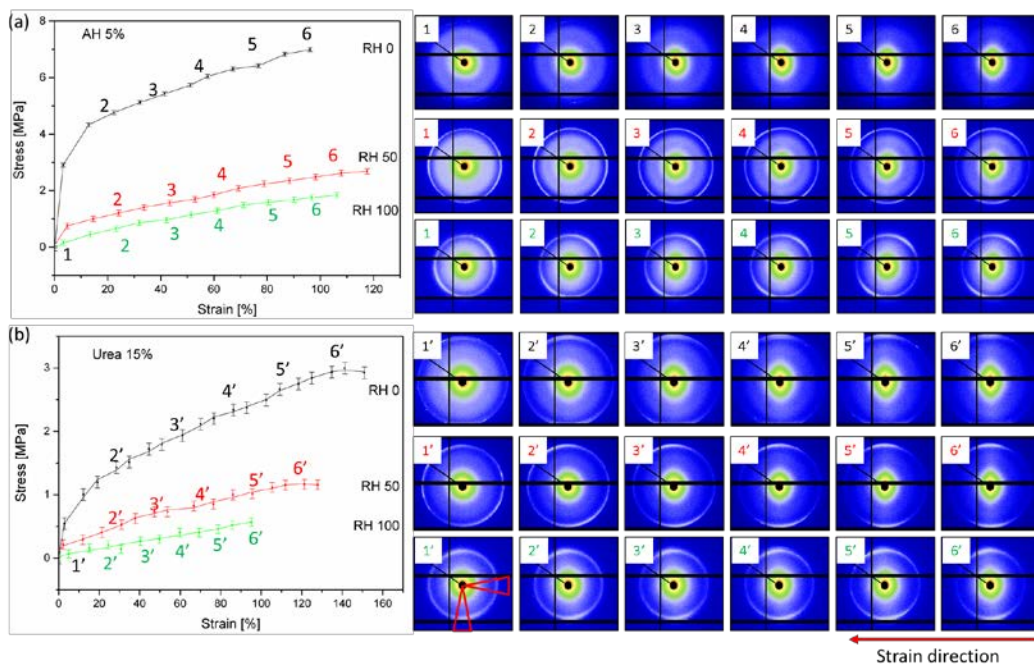 (a)
AH 5%
RH 0
RH 50
RH 100
1 2 3 4 5 6
2 3 4 5 6
2 3 4 5 6
Stress [MPa]
0 2 4 6 8
0 20 40 60 80 100 120
Strain [%]
1 2 3 4 5 6
1 2 3 4 5 6
1 2 3 4 5 6
(b)
Urea 15%
RH 0
RH 50
RH 100
2’ 3’ 4’ 5’ 6’
2’ 3’ 4’ 5’ 6’
1’ 2’ 3’ 4’ 5’ 6’
Stress [MPa]
0 1 2 3
0 20 40 60 80 100 120 140 160
Strain [%]
1’ 2’ 3’ 4’ 5’ 6’
1’ 2’ 3’ 4’ 5’ 6’
1’ 2’ 3’ 4’ 5’ 6’
Strain direction